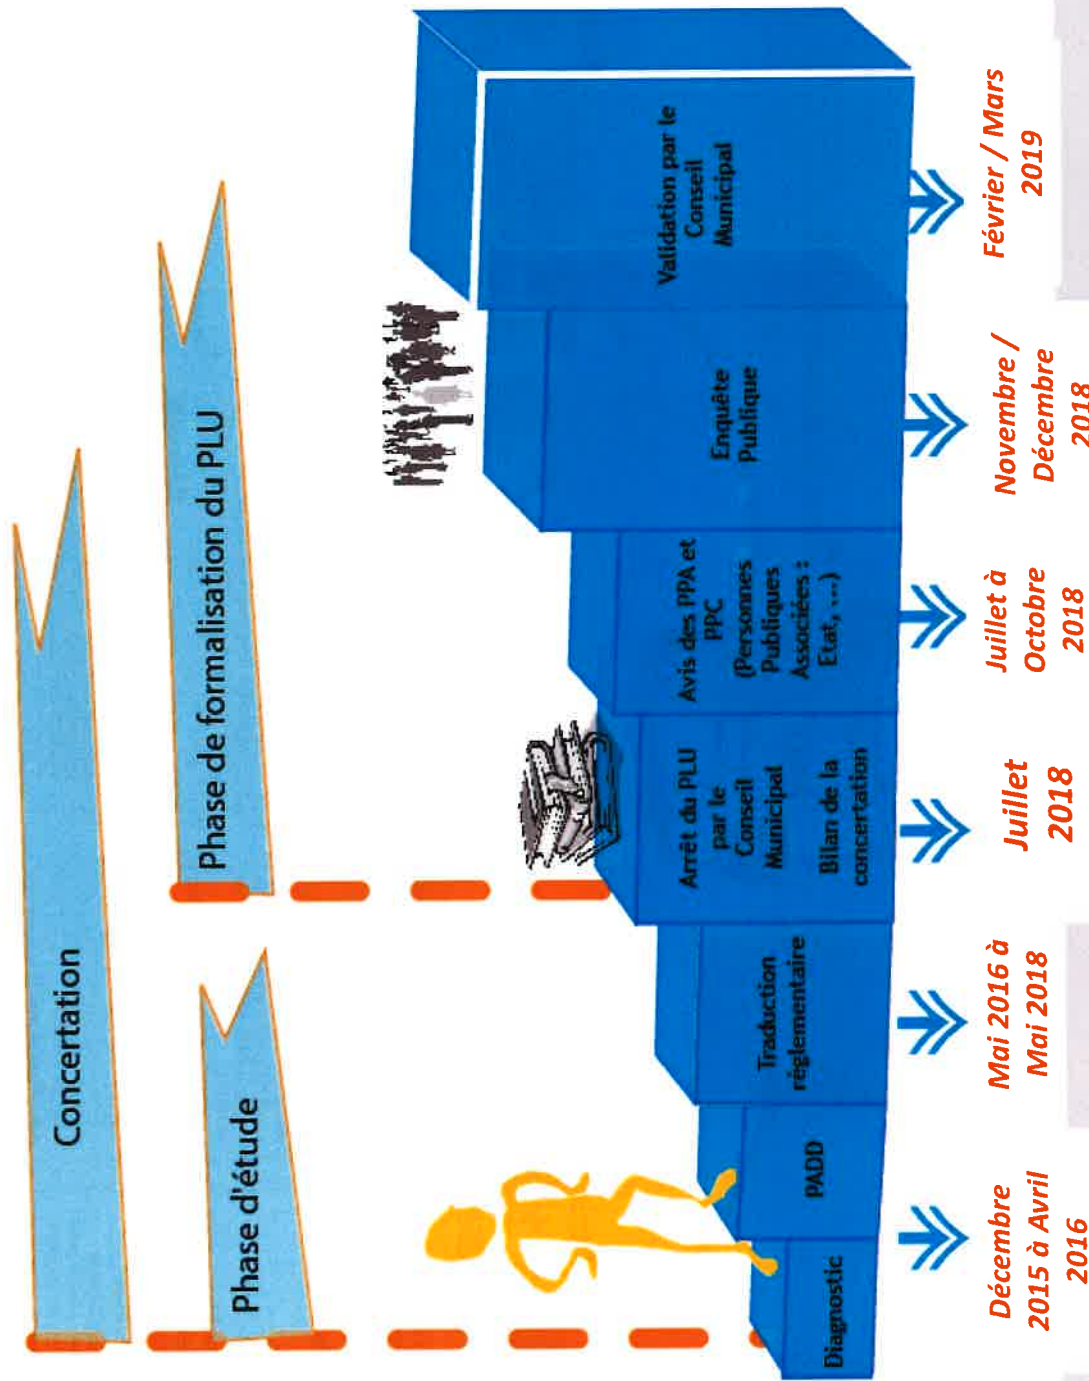 Concertation
Phase d'étude
Phase de formalisation du PLU
Diagnostic
PADD
Traduction
réglementaire
Arrêt du PLU
par le
Conseil
Municipal
Bilan de la
concertation
Avis des PPA et
PPC
(Personnes
Publiques
Associées :
Etat, ...)
Enquête
Publique
Validation par le
Conseil
Municipal
Décembre
2015 à Avril
2016
Mai 2016 à
Mai 2018
Juillet
2018
Juillet à
Octobre
2018
Novembre /
Décembre
2018
Février / Mars
2019